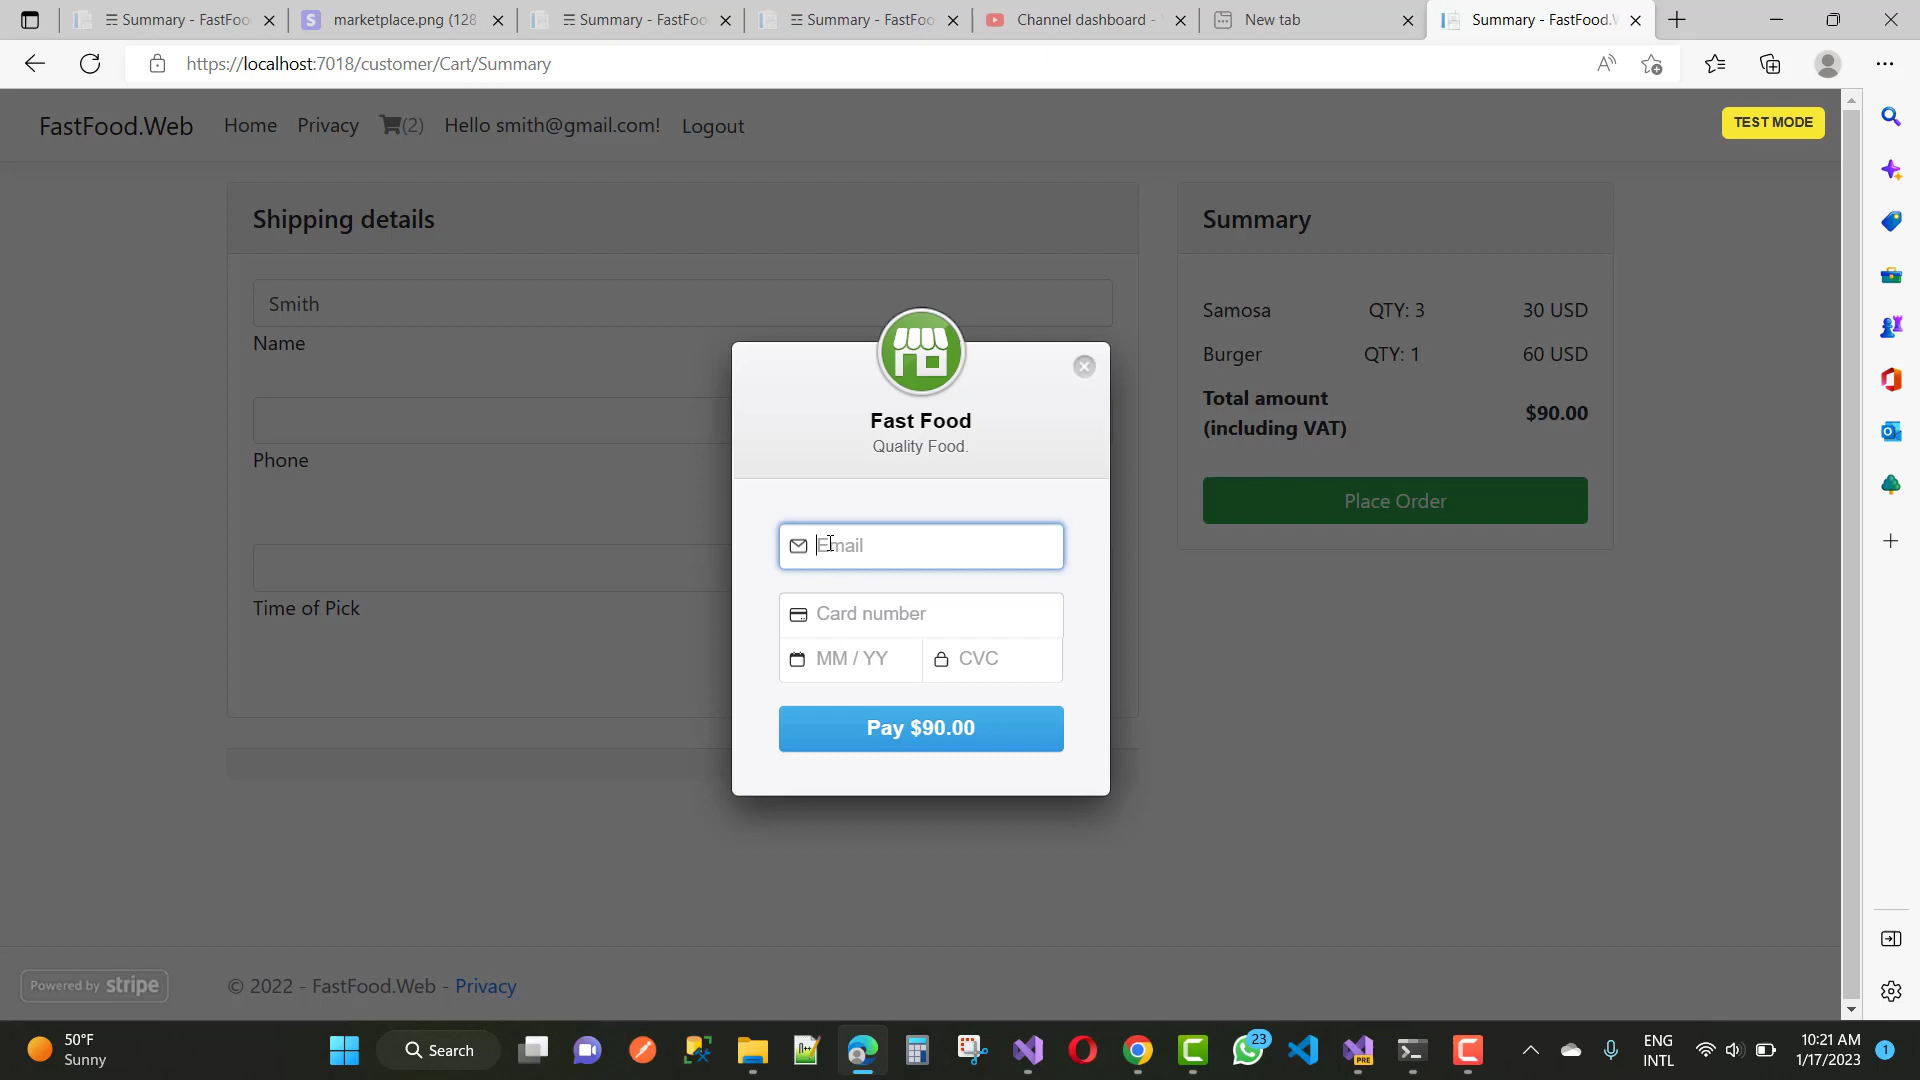 Summary - FastFoo
marketplace.png (128
Summary - FastFoo
Summary - FastFoo
Channel dashboard -
New tab
Summary - FastFood.W
https://localhost:7018/customer/Cart/Summary
FastFood.Web
Home
Privacy
(2)
Hello smith@gmail.com!
Logout
TEST MODE
Shipping details
Smith
Name
Phone
Time of Pick
Fast Food
Quality Food.
Email
Card number
MM / YY
CVC
Pay $90.00
Summary
Samosa QTY: 3 30 USD
Burger QTY: 1 60 USD
Total amount
(including VAT)
$90.00
Place Order
Powered by stripe
© 2022 - FastFood.Web - Privacy
50°F
Sunny
Search
23
PRE
ENG
INTL
10:21 AM
1/17/2023
1